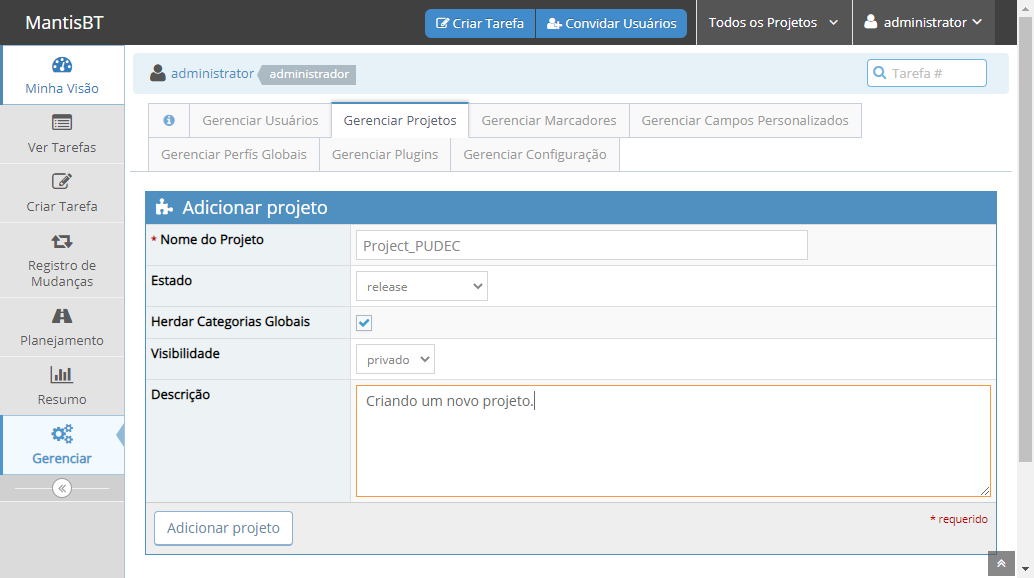 MantisBT
Criar Tarefa
Convidar Usuários
Todos os Projetos
administrator
administrator
administrador
Tarefa #
Minha Visão
Ver Tarefas
Criar Tarefa
Registro de
Mudanças
Planejamento
Resumo
Gerenciar
Gerenciar Usuários
Gerenciar Projetos
Gerenciar Marcadores
Gerenciar Campos Personalizados
Gerenciar Perfís Globais
Gerenciar Plugins
Gerenciar Configuração
Adicionar projeto
* Nome do Projeto
Project_PUDEC
Estado
release
Herdar Categorias Globais
Visibilidade
privado
Descrição
Criando um novo projeto.
Adicionar projeto
* requerido